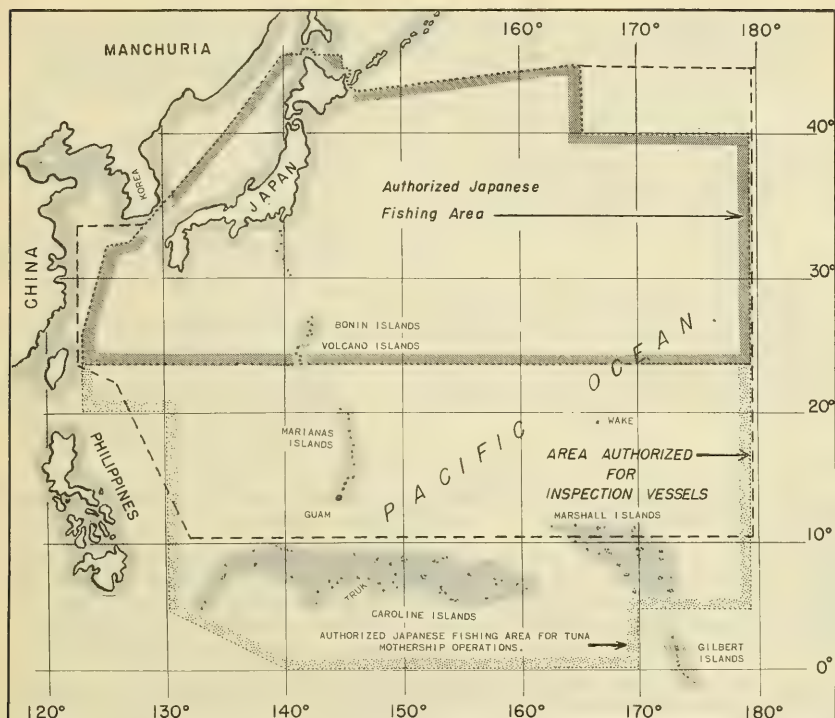 150°
160°
170°
180°
MANCHURIA
40°
KOREA
JAPAN
Authorized Japanese
Fishing Area
CHINA
30°
BONIN ISLANDS
VOLCANO ISLANDS
PACIFIC OCEAN
20°
MARIANAS
ISLANDS
WAKE
PHILIPPINES
AREA AUTHORIZED
FOR
INSPECTION VESSELS
GUAM
MARSHALL ISLANDS
10°
TRUK
CAROLINE ISLANDS
AUTHORIZED JAPANESE FISHING AREA FOR TUNA
MOTHERSHIP OPERATIONS.
GILBERT
ISLANDS
0°
120°
130°
140°
150°
160°
170°
180°